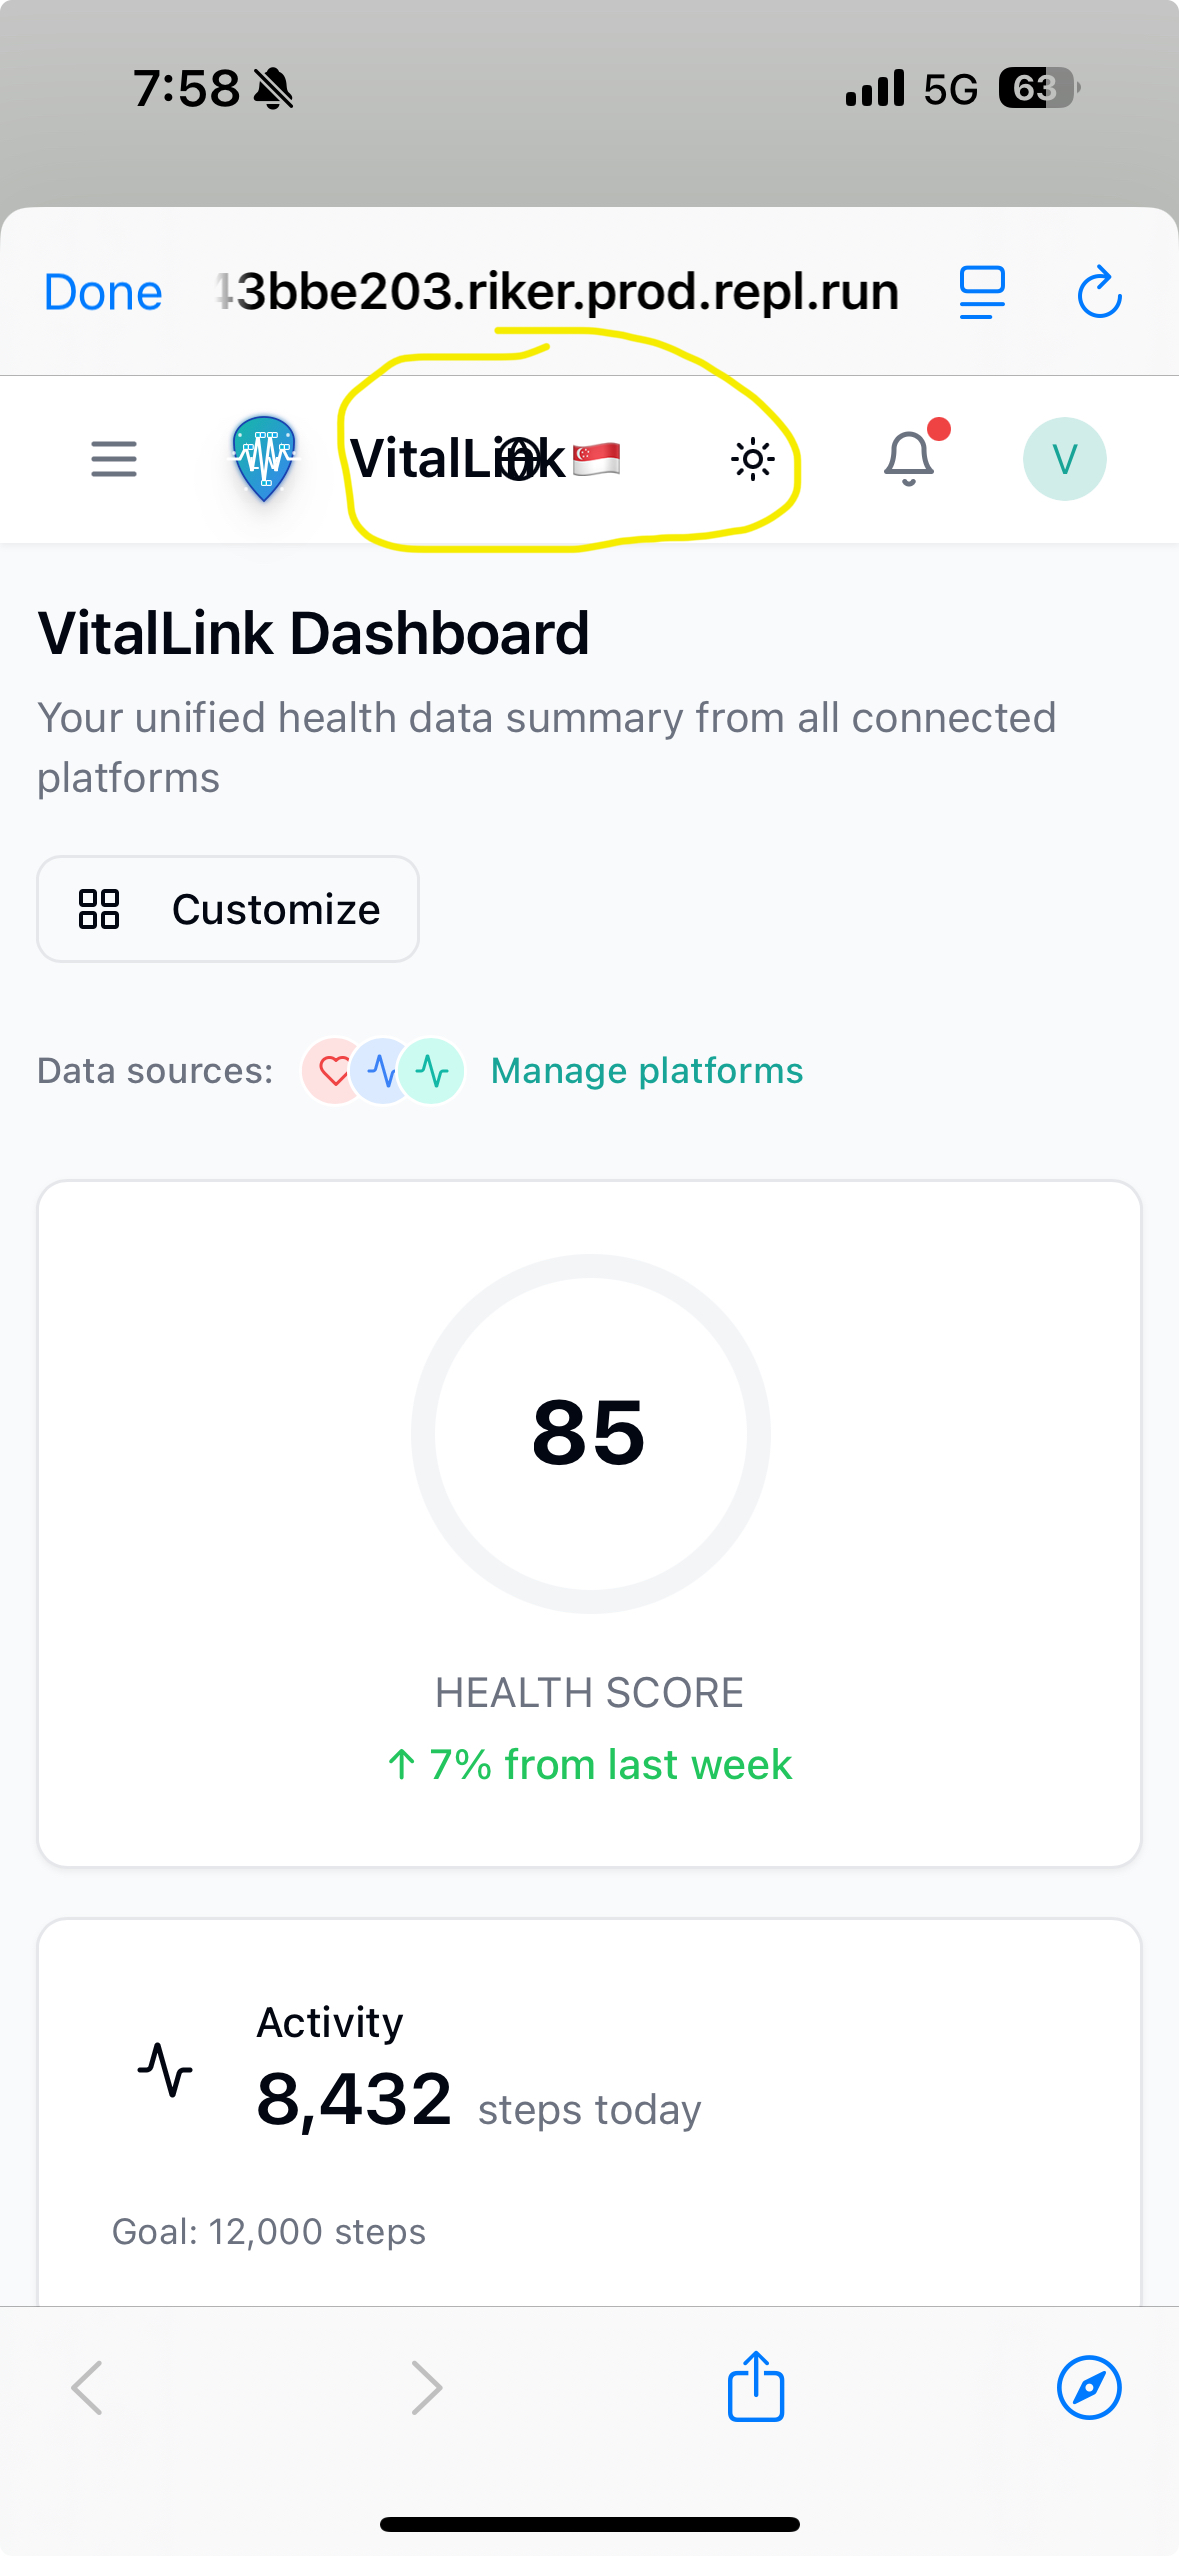 7:58
5G
63
Done
43bbe203.riker.prod.repl.run
VitalLink
V
VitalLink Dashboard
Your unified health data summary from all connected
platforms
Customize
Data sources:
Manage platforms
85
HEALTH SCORE
↑ 7% from last week
Activity
8,432 steps today
Goal: 12,000 steps